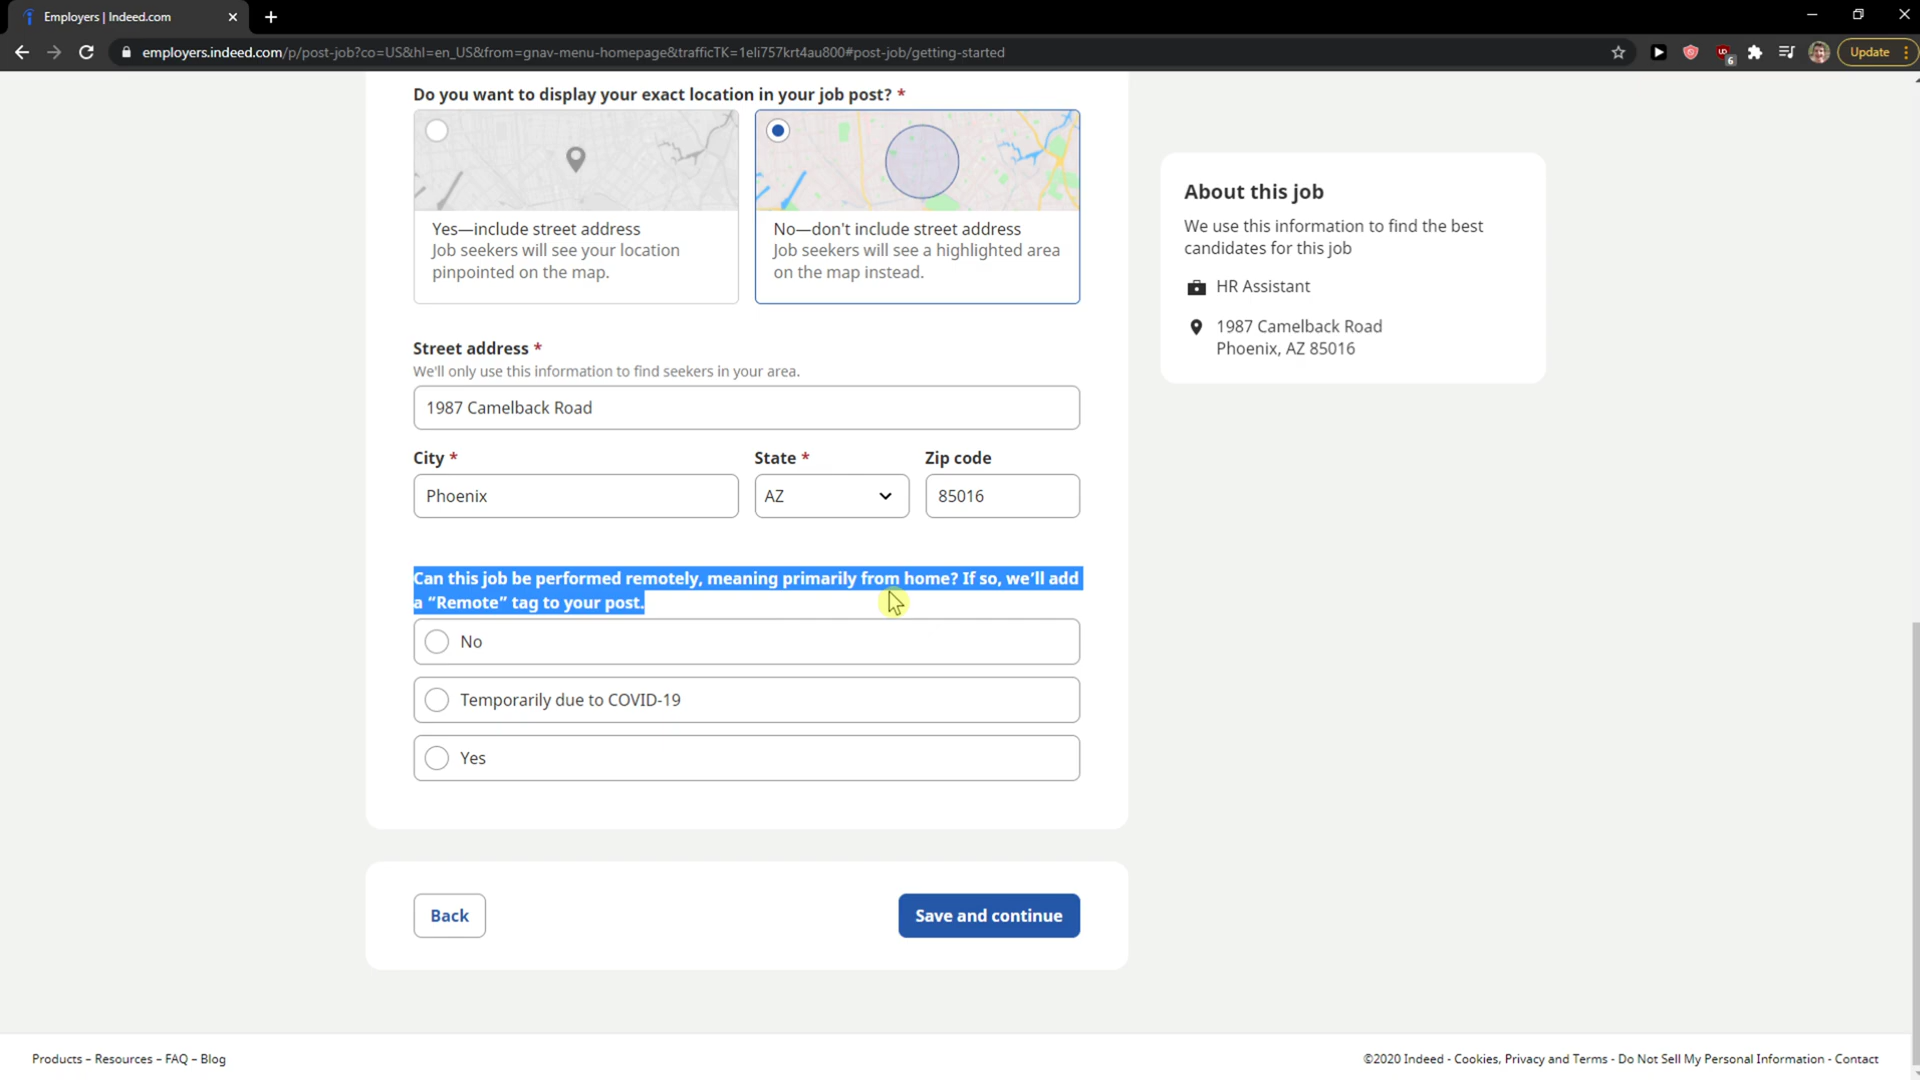 Employers | Indeed.com
employers.indeed.com/p/post-job?co=US&hl=en_US&from=gnav-menu-homepage&trafficTK=1eli757krt4au800#post-job/getting-started
6
Update
Do you want to display your exact location in your job post? *
Yes—include street address
Job seekers will see your location
pinpointed on the map.
No—don't include street address
Job seekers will see a highlighted area
on the map instead.
Street address *
We'll only use this information to find seekers in your area.
1987 Camelback Road
City *
State *
Zip code
Phoenix
AZ
85016
Can this job be performed remotely, meaning primarily from home? If so, we’ll add
a “Remote” tag to your post.
No
Temporarily due to COVID-19
Yes
Back
Save and continue
About this job
We use this information to find the best
candidates for this job
HR Assistant
1987 Camelback Road
Phoenix, AZ 85016
Products – Resources – FAQ – Blog
©2020 Indeed - Cookies, Privacy and Terms - Do Not Sell My Personal Information - Contact